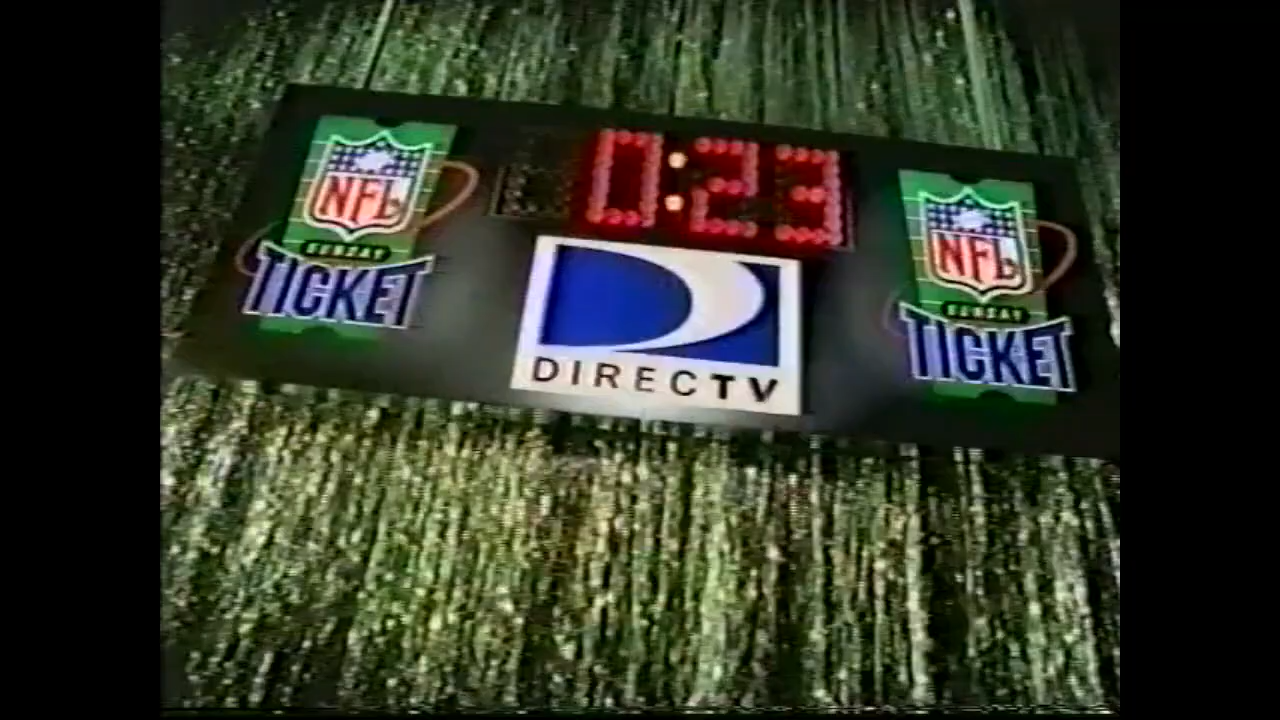 0:23
NFL
SUNDAY
TICKET
DIRECTV
NFL
SUNDAY
TICKET